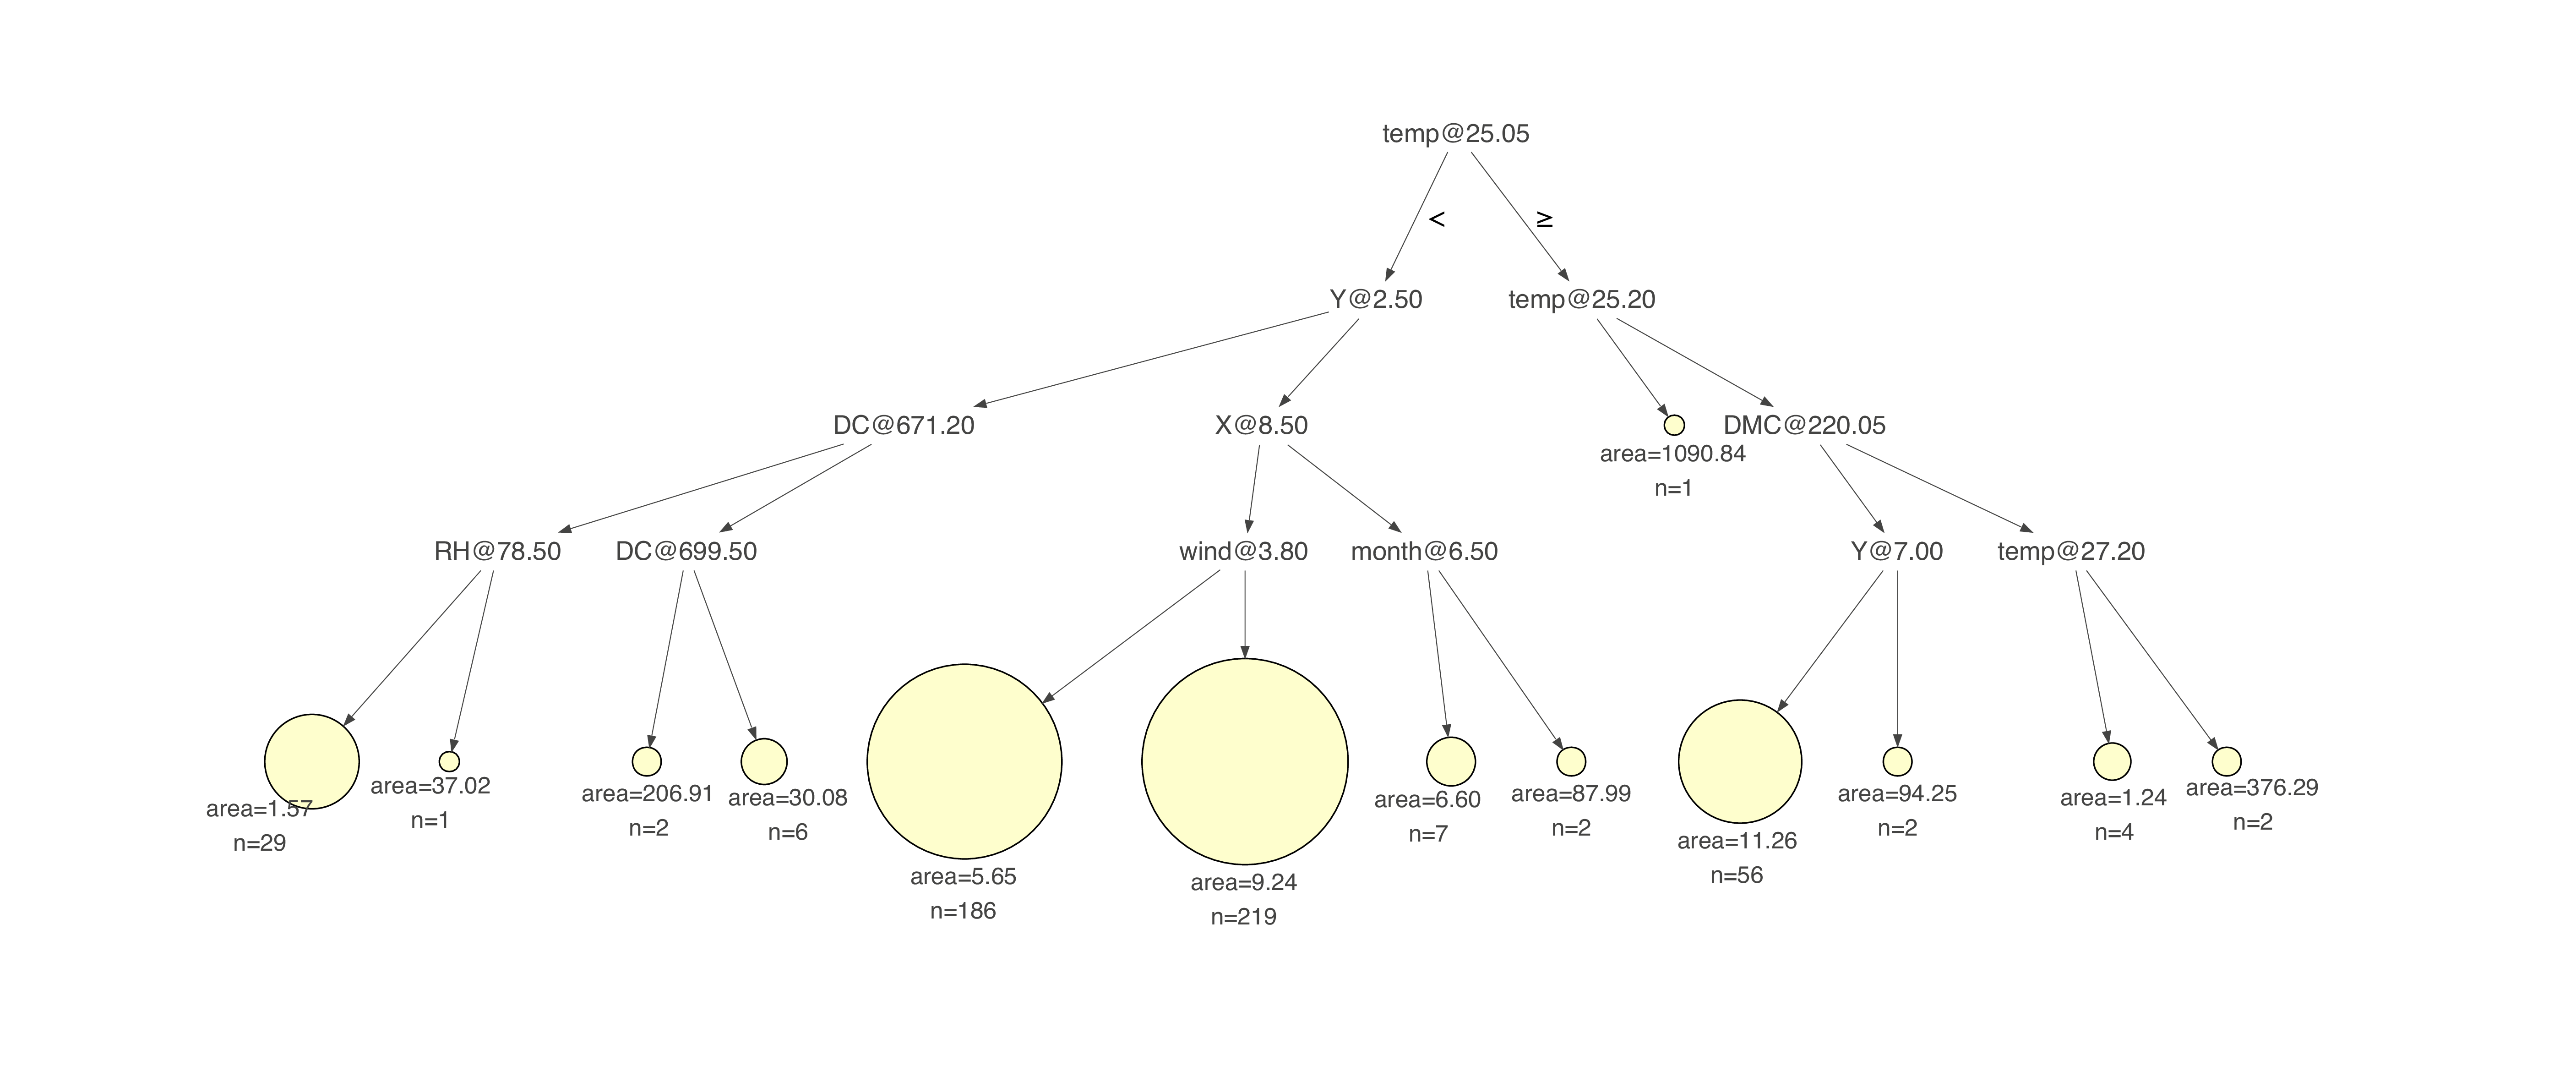 temp@25.05
<
≥
Y@2.50
temp@25.20
DC@671.20
X@8.50
area=1090.84
n=1
DMC@220.05
RH@78.50
DC@699.50
wind@3.80
month@6.50
Y@7.00
temp@27.20
area=1.57
n=29
area=37.02
n=1
area=206.91
n=2
area=30.08
n=6
area=5.65
n=186
area=9.24
n=219
area=6.60
n=7
area=87.99
n=2
area=11.26
n=56
area=94.25
n=2
area=1.24
n=4
area=376.29
n=2